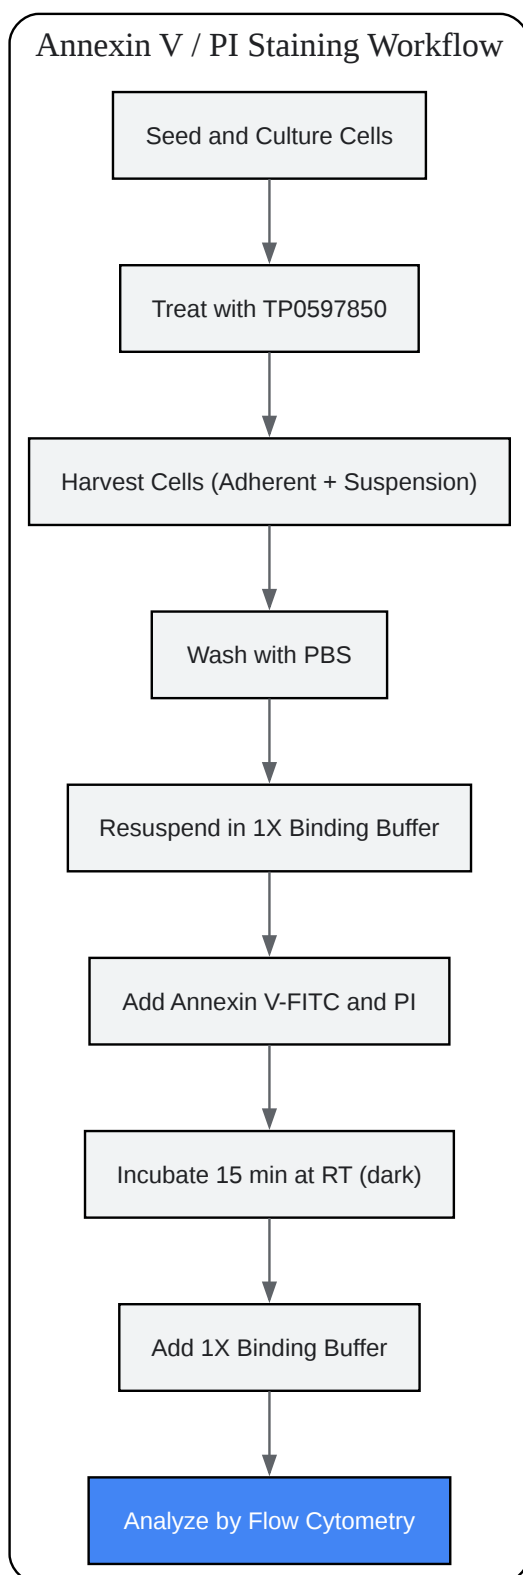 Annexin V / PI Staining Workflow
Seed and Culture Cells
Treat with TP0597850
Harvest Cells (Adherent + Suspension)
Wash with PBS
Resuspend in 1X Binding Buffer
Add Annexin V-FITC and PI
Incubate 15 min at RT (dark)
Add 1X Binding Buffer
Analyze by Flow Cytometry